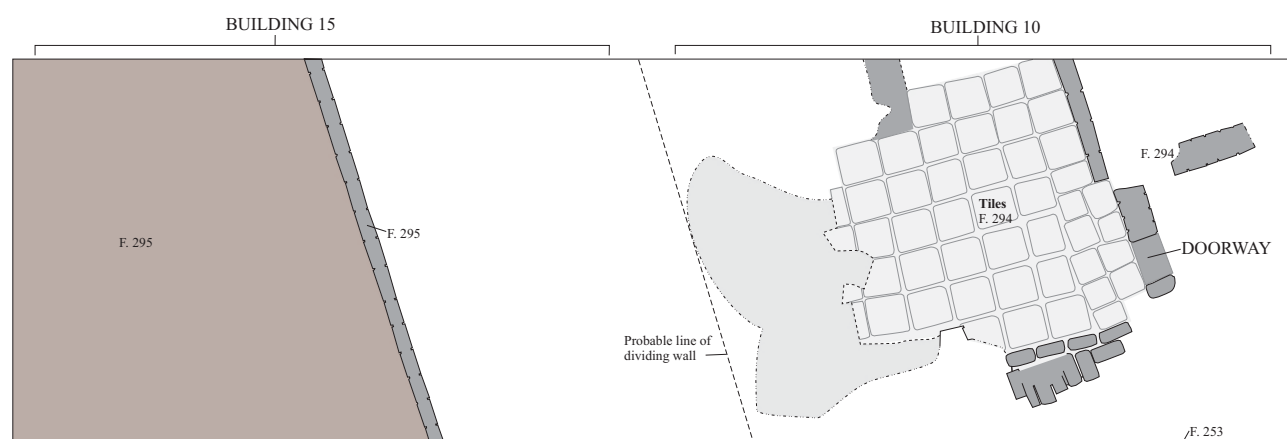 BUILDING 15
BUILDING 10
F. 294
Tiles
F. 294
F. 295
F. 295
DOORWAY
Probable line of
dividing wall
F. 253